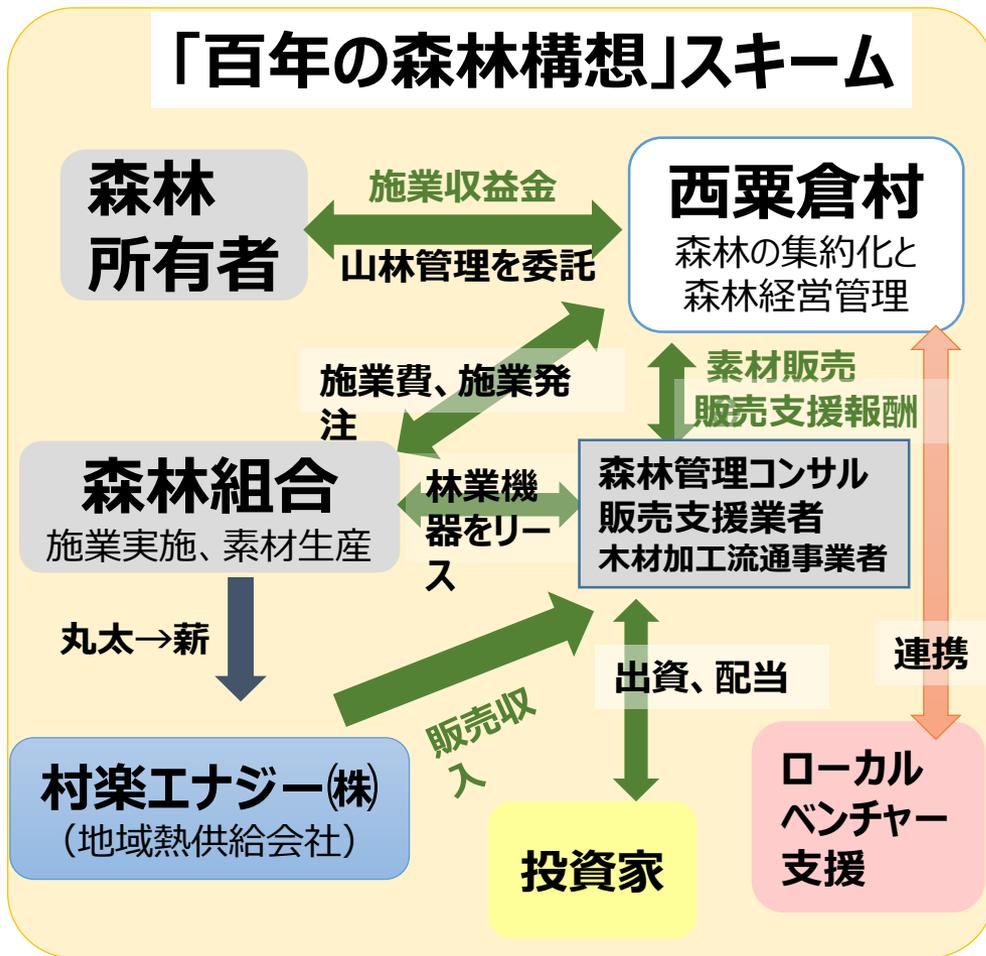 「百年の森林構想」スキーム
森林
所有者
施業収益金
山林管理を委託
西粟倉村
森林の集約化と
森林経営管理
施業費、施業発
注
素材販売
販売支援報酬
森林組合
施業実施、素材生産
林業機
器をリー
ス
森林管理コンサル
販売支援業者
木材加工流通事業者
丸太→薪
販売収
入
出資、配当
連携
村楽エナジー㈱
（地域熱供給会社）
投資家
ローカル
ベンチャー
支援